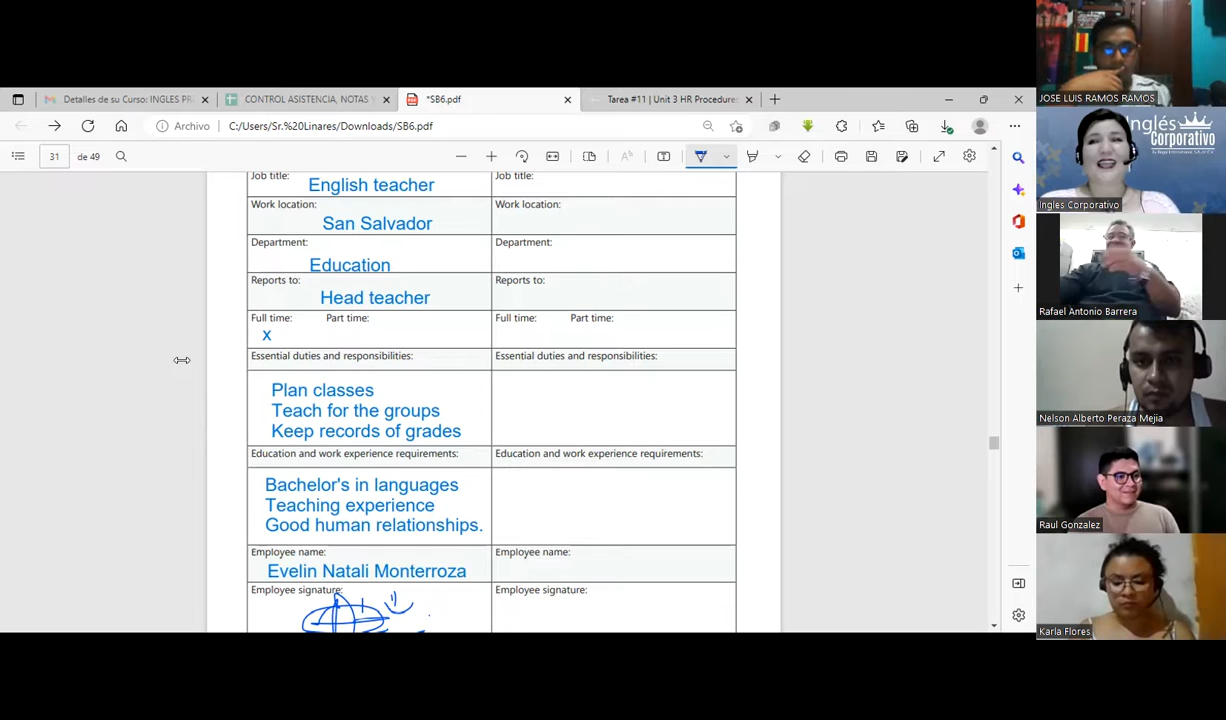 Detalles de su Curso: INGLES PR
CONTROL ASISTENCIA, NOTAS Y
*SB6.pdf
Tarea #11 | Unit 3 HR Procedures
Archivo
C:/Users/Sr.%20Linares/Downloads/SB6.pdf
31 de 49
Job title:
English teacher
Job title:
Work location:
San Salvador
Work location:
Department:
Education
Department:
Reports to:
Head teacher
Reports to:
Full time: Part time:
x
Full time: Part time:
Essential duties and responsibilities:
Essential duties and responsibilities:
Plan classes
Teach for the groups
Keep records of grades
Education and work experience requirements:
Education and work experience requirements:
Bachelor's in languages
Teaching experience
Good human relationships.
Employee name:
Evelin Natali Monterroza
Employee name:
Employee signature:
Employee signature:
JOSE LUIS RAMOS RAMOS
Inglés
Corporativo
Ingles Corporativo
Rafael Antonio Barrera
Nelson Alberto Peraza Mejia
Raul Gonzalez
Karla Flores